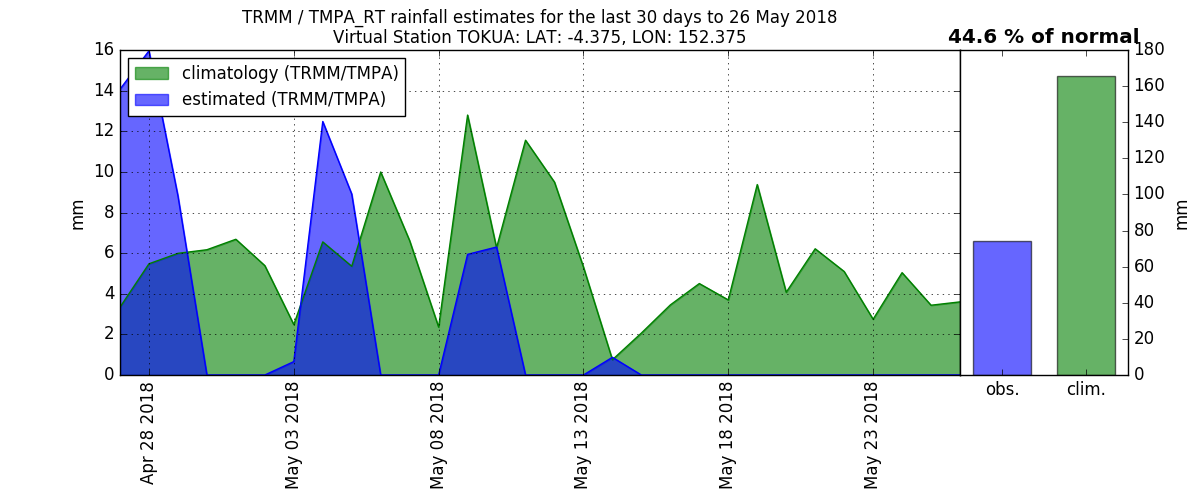 TRMM / TMPA_RT rainfall estimates for the last 30 days to 26 May 2018
Virtual Station TOKUA: LAT: -4.375, LON: 152.375
44.6 % of normal
climatology (TRMM/TMPA)
estimated (TRMM/TMPA)
16
14
12
10
8
6
4
2
0
mm
Apr 28 2018
May 03 2018
May 08 2018
May 13 2018
May 18 2018
May 23 2018
180
160
140
120
100
80
60
40
20
0
mm
obs.
clim.